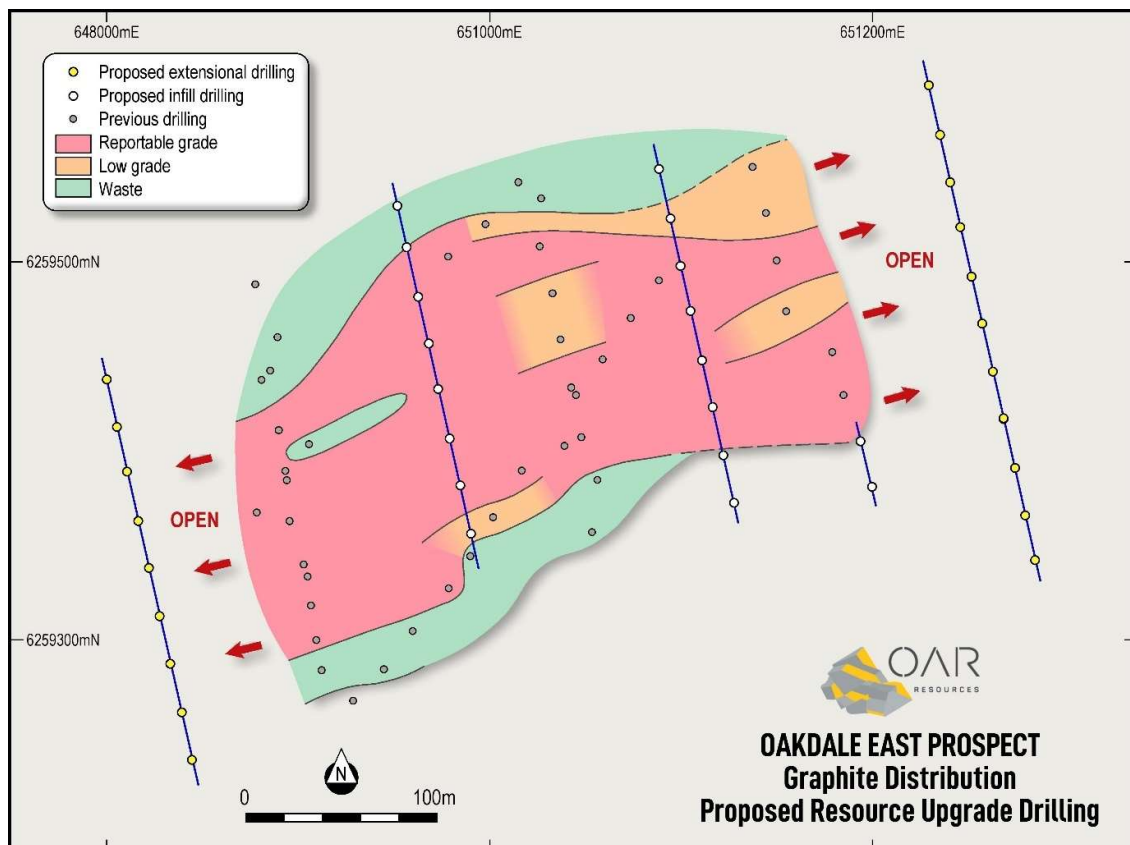 648000mE
651000mE
651200mE
Proposed extensional drilling
Proposed infill drilling
Previous drilling
Reportable grade
Low grade
Waste
6259500mN
OPEN
OPEN
6259300mN
N
0
100m
OAR
RESOURCES
OAKDALE EAST PROSPECT
Graphite Distribution
Proposed Resource Upgrade Drilling